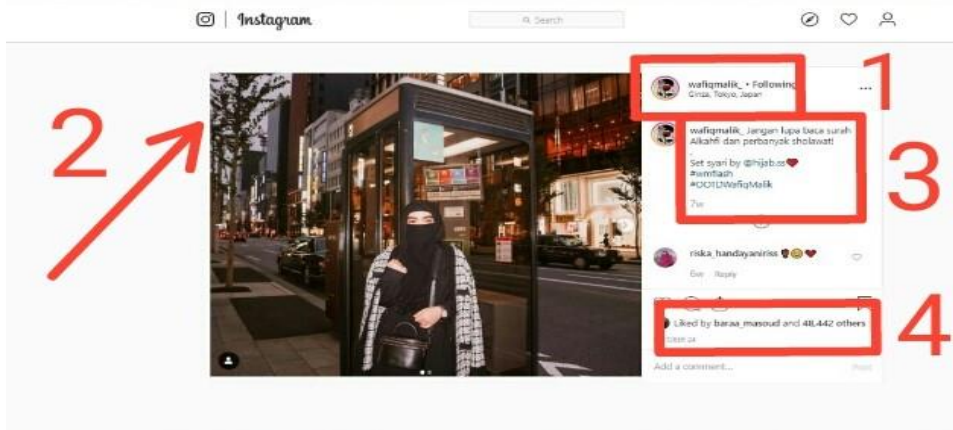 Instagram
Search
1
wafiqmalik_ • Following
Ginza, Tokyo, Japan
2
wafiqmalik_ Jangan lupa baca surah
Alkahfi dan perbanyak sholawat!
.
Set syari by @hijab.ss❤
#wmflash
#OOTDWafiqMalik
7w
3
riska_handayaniriss
6w Reply
Liked by baraa_masoud and 48,442 others
4
Add a comment...
Post